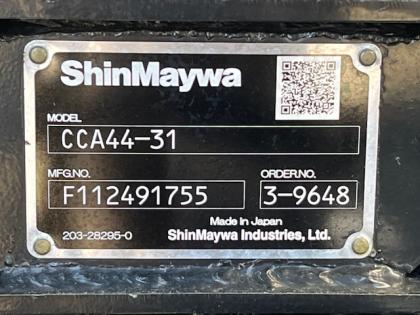 ShinMaywa
MODEL
CCA44-31
MFG.NO. ORDER.NO.
F112491755 3-9648
Made in Japan
203-28295-0 ShinMaywa Industries, Ltd.